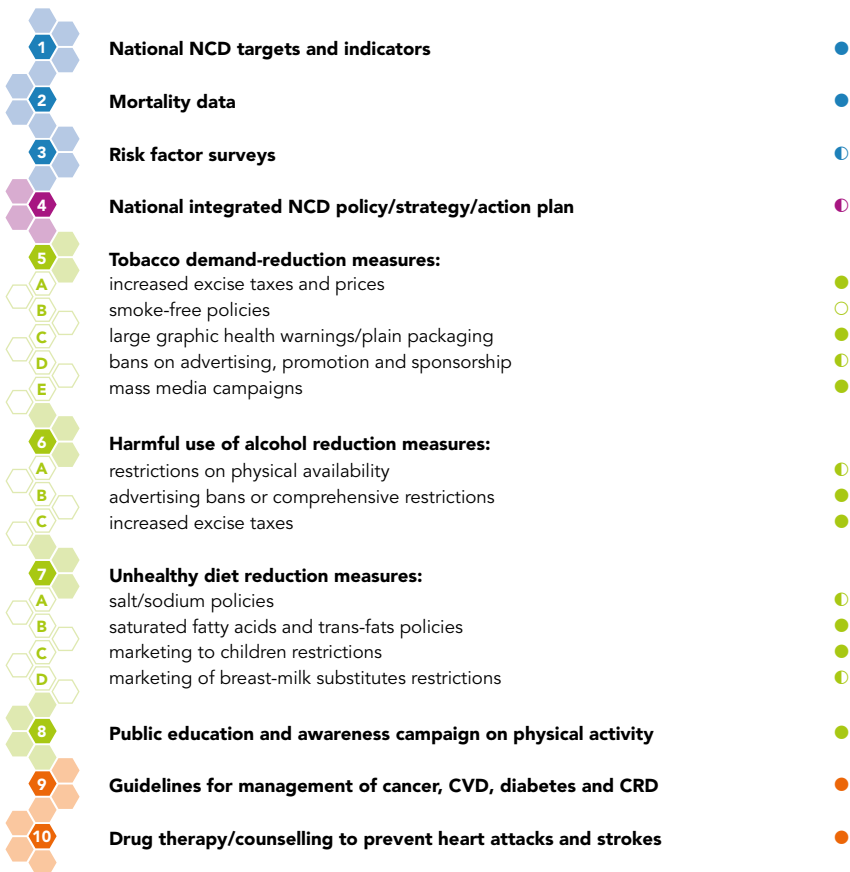 1 National NCD targets and indicators
2 Mortality data
3 Risk factor surveys
4 National integrated NCD policy/strategy/action plan
5 Tobacco demand-reduction measures:
A increased excise taxes and prices
B smoke-free policies
C large graphic health warnings/plain packaging
D bans on advertising, promotion and sponsorship
E mass media campaigns
6 Harmful use of alcohol reduction measures:
A restrictions on physical availability
B advertising bans or comprehensive restrictions
C increased excise taxes
7 Unhealthy diet reduction measures:
A salt/sodium policies
B saturated fatty acids and trans-fats policies
C marketing to children restrictions
D marketing of breast-milk substitutes restrictions
8 Public education and awareness campaign on physical activity
9 Guidelines for management of cancer, CVD, diabetes and CRD
10 Drug therapy/counselling to prevent heart attacks and strokes